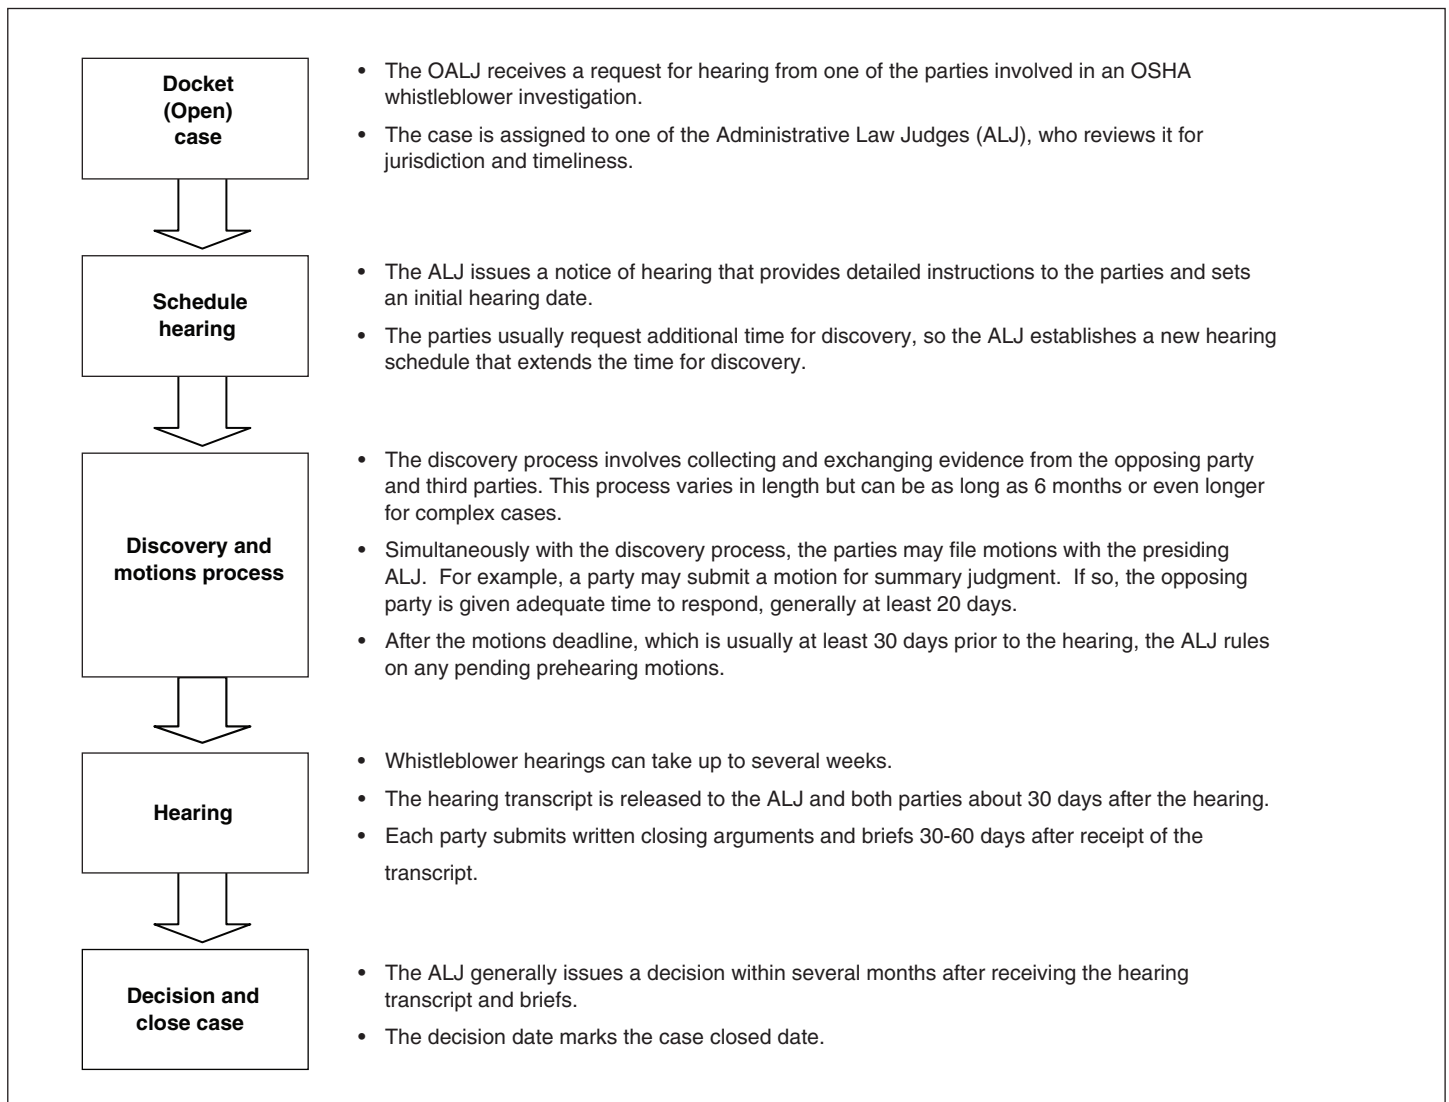 Docket
(Open)
case
• The OALJ receives a request for hearing from one of the parties involved in an OSHA
whistleblower investigation.
• The case is assigned to one of the Administrative Law Judges (ALJ), who reviews it for
jurisdiction and timeliness.
Schedule
hearing
• The ALJ issues a notice of hearing that provides detailed instructions to the parties and sets
an initial hearing date.
• The parties usually request additional time for discovery, so the ALJ establishes a new hearing
schedule that extends the time for discovery.
Discovery and
motions process
• The discovery process involves collecting and exchanging evidence from the opposing party
and third parties. This process varies in length but can be as long as 6 months or even longer
for complex cases.
• Simultaneously with the discovery process, the parties may file motions with the presiding
ALJ. For example, a party may submit a motion for summary judgment. If so, the opposing
party is given adequate time to respond, generally at least 20 days.
• After the motions deadline, which is usually at least 30 days prior to the hearing, the ALJ rules
on any pending prehearing motions.
Hearing
• Whistleblower hearings can take up to several weeks.
• The hearing transcript is released to the ALJ and both parties about 30 days after the hearing.
• Each party submits written closing arguments and briefs 30-60 days after receipt of the
transcript.
Decision and
close case
• The ALJ generally issues a decision within several months after receiving the hearing
transcript and briefs.
• The decision date marks the case closed date.